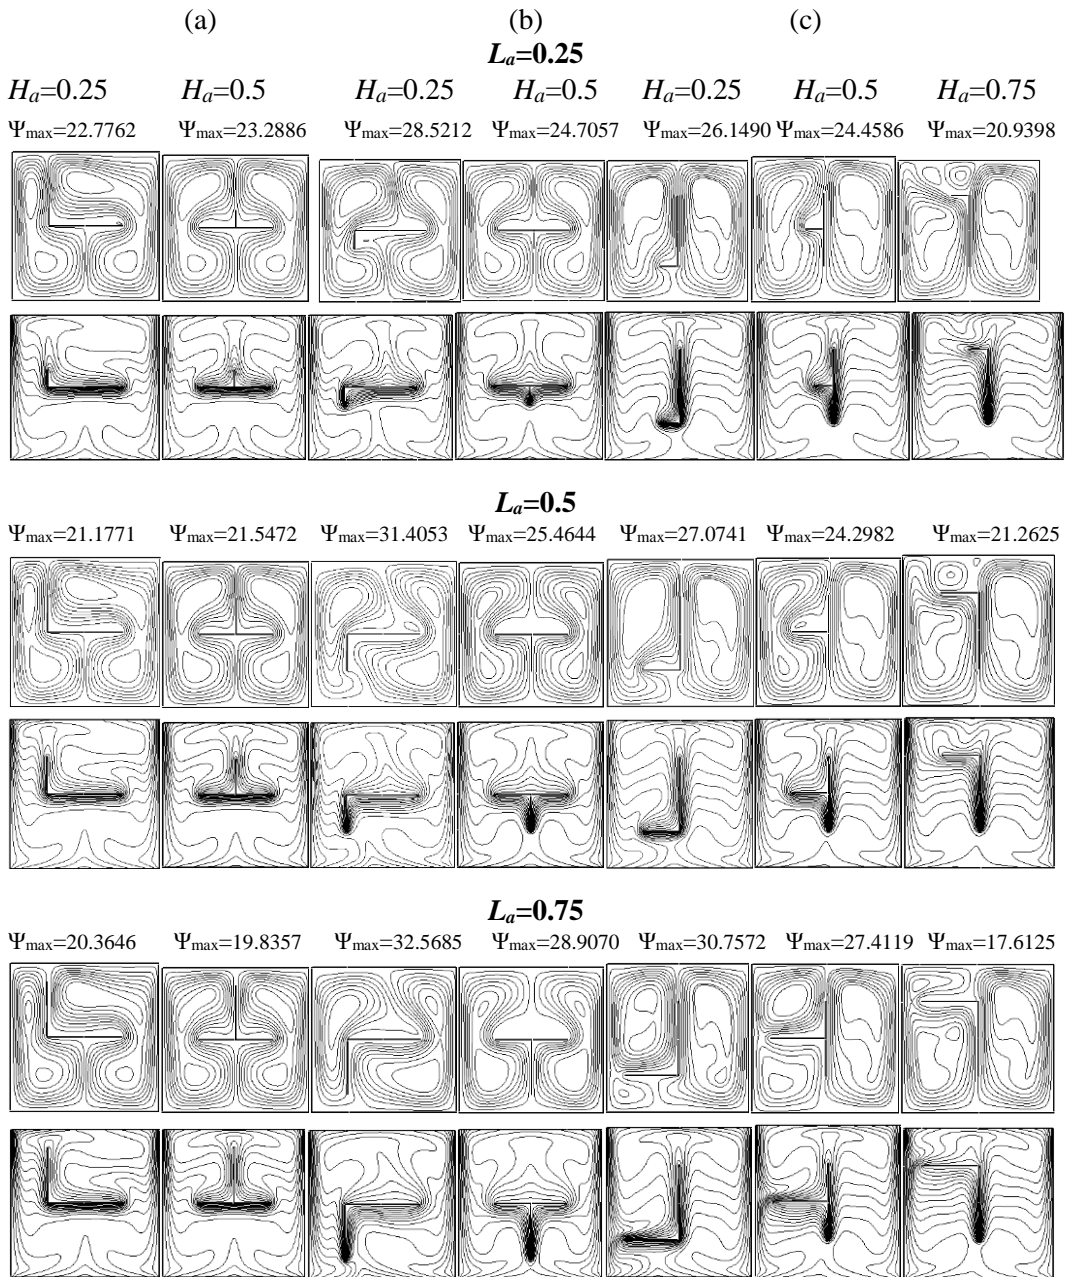 (a) (b) (c)
Lₐ=0.25
Hₐ=0.25 Hₐ=0.5 Hₐ=0.25 Hₐ=0.5 Hₐ=0.25 Hₐ=0.5 Hₐ=0.75
Ψmax=22.7762 Ψmax=23.2886 Ψmax=28.5212 Ψmax=24.7057 Ψmax=26.1490 Ψmax=24.4586 Ψmax=20.9398
Lₐ=0.5
Ψmax=21.1771 Ψmax=21.5472 Ψmax=31.4053 Ψmax=25.4644 Ψmax=27.0741 Ψmax=24.2982 Ψmax=21.2625
Lₐ=0.75
Ψmax=20.3646 Ψmax=19.8357 Ψmax=32.5685 Ψmax=28.9070 Ψmax=30.7572 Ψmax=27.4119 Ψmax=17.6125